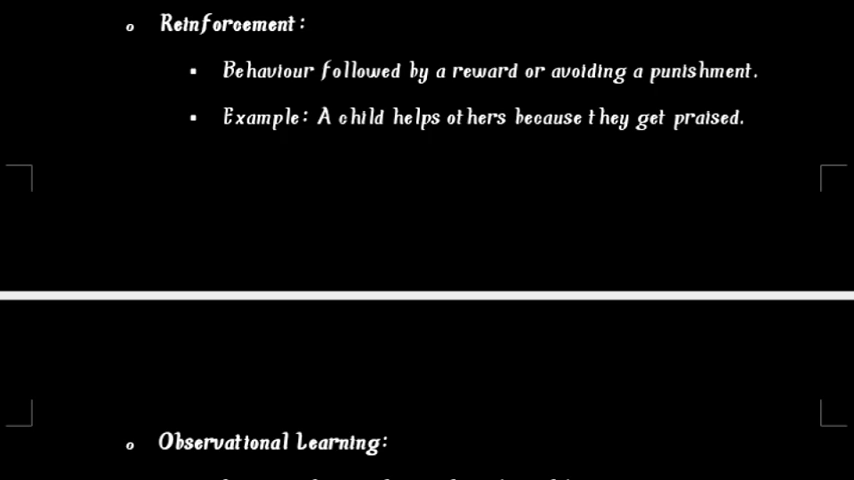 o Reinforcement:
▪ Behaviour followed by a reward or avoiding a punishment.
▪ Example: A child helps others because they get praised.
o Observational Learning: